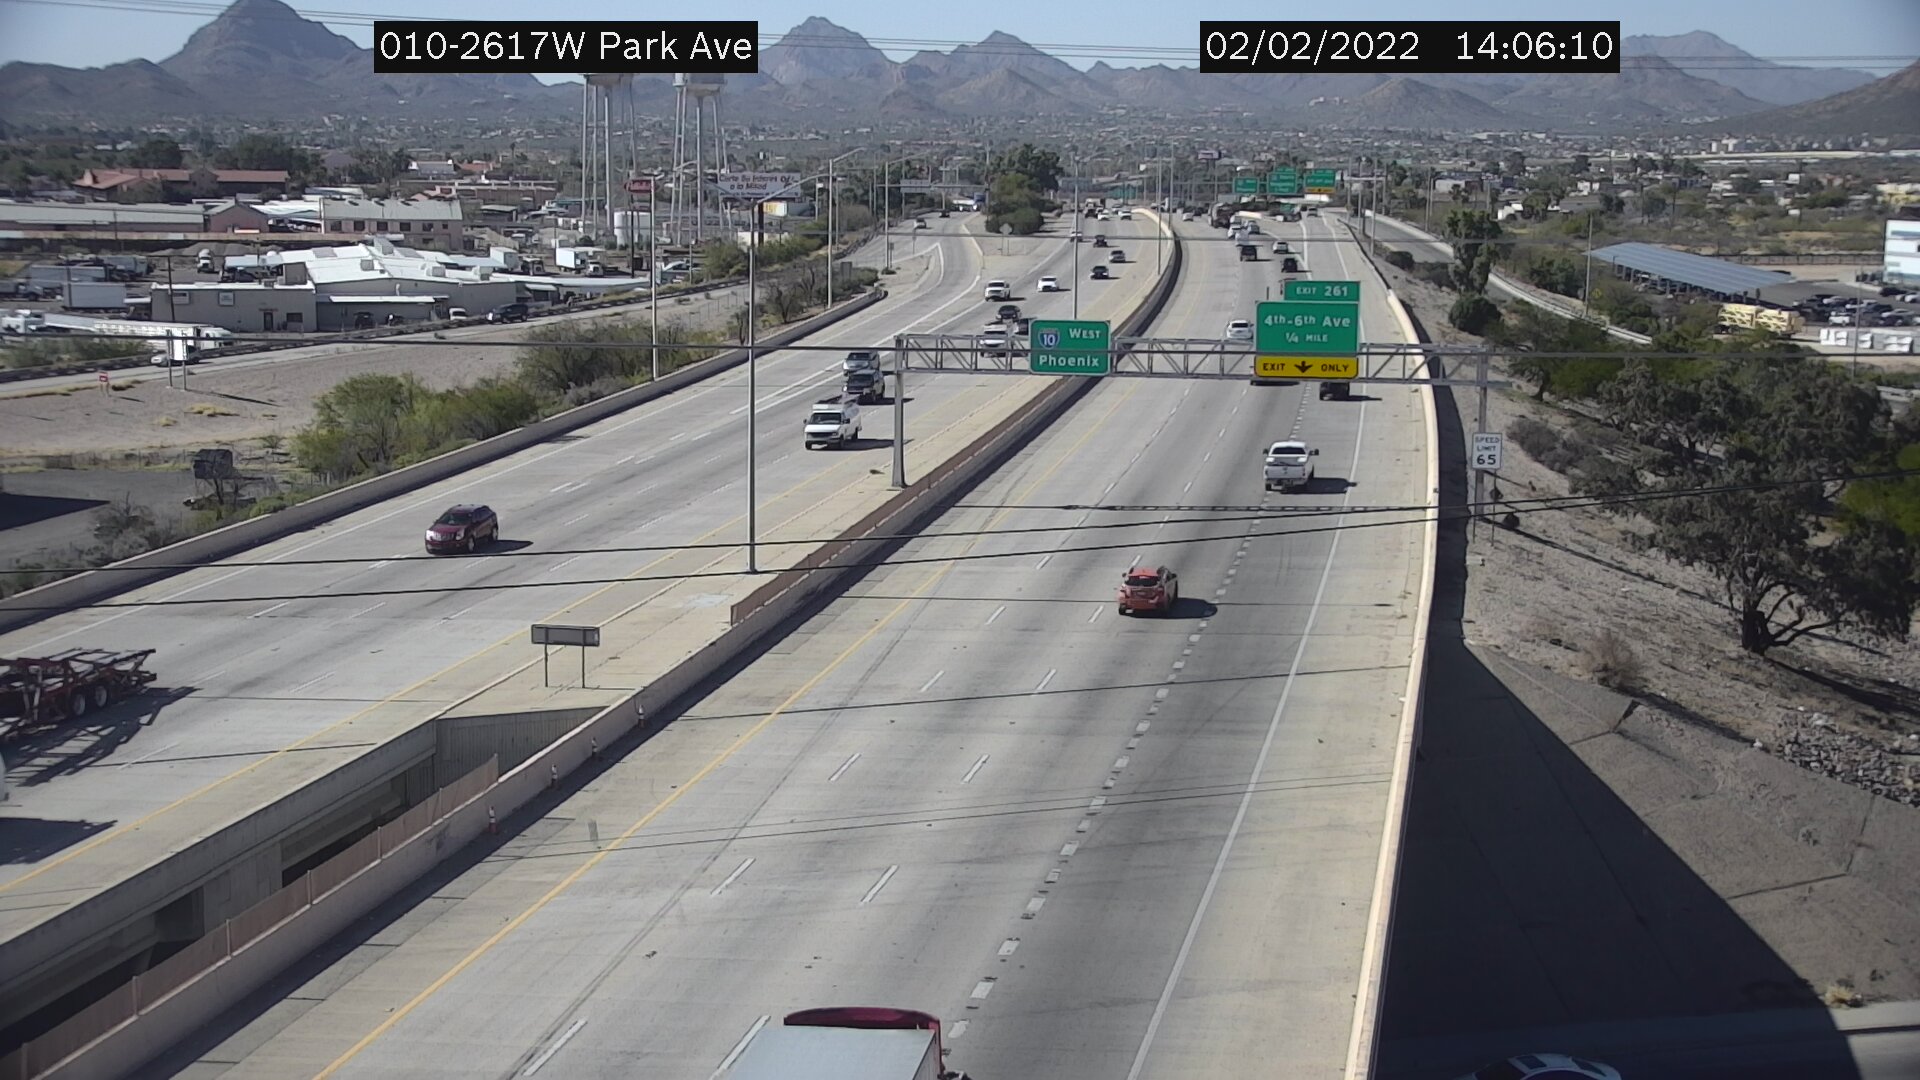 010-2617W Park Ave
02/02/2022 14:06:10
EXIT 261
4th-6th Ave
1/4 MILE
EXIT ONLY
10 WEST
Phoenix
SPEED
LIMIT
65